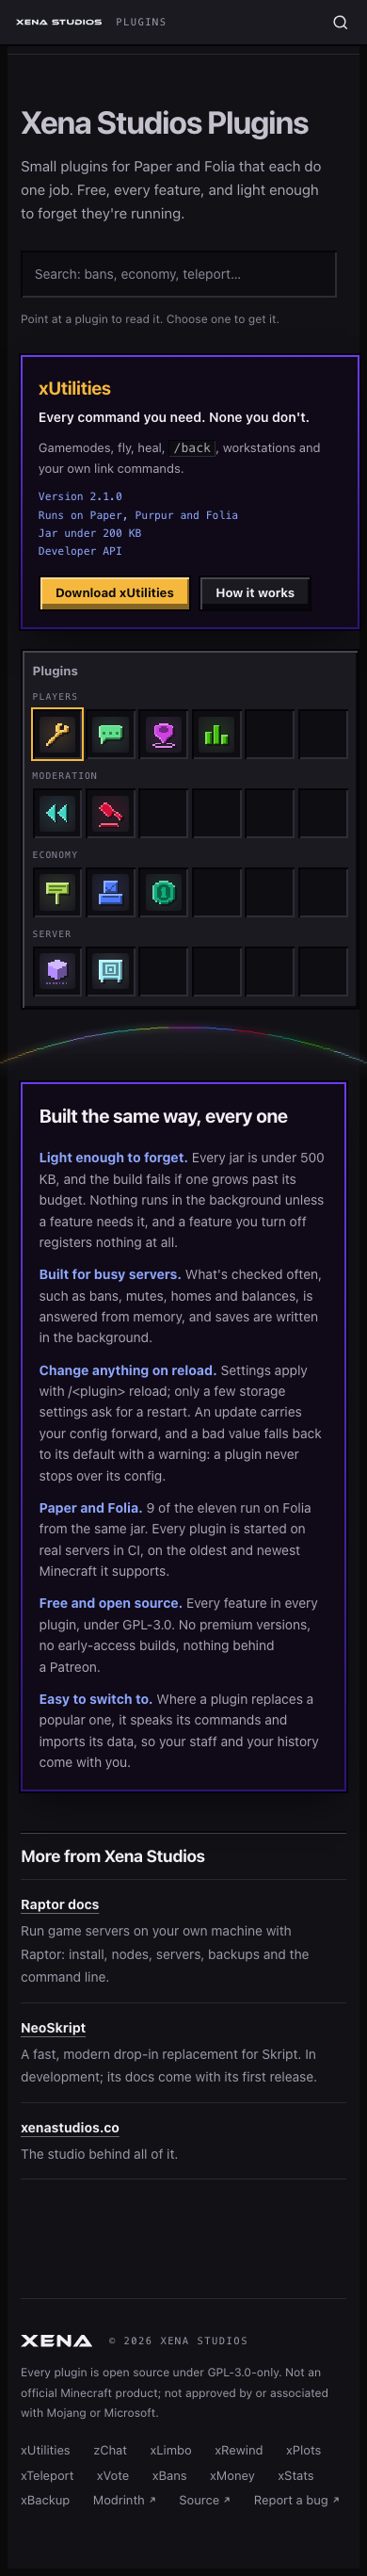 XENA STUDIOS PLUGINS
Xena Studios Plugins
Small plugins for Paper and Folia that each do
one job. Free, every feature, and light enough
to forget they're running.
Search: bans, economy, teleport...
Point at a plugin to read it. Choose one to get it.
xUtilities
Every command you need. None you don't.
Gamemodes, fly, heal, /back, workstations and
your own link commands.
Version 2.1.0
Runs on Paper, Purpur and Folia
Jar under 200 KB
Developer API
Download xUtilities How it works
Plugins
PLAYERS
MODERATION
ECONOMY
SERVER
Built the same way, every one
Light enough to forget. Every jar is under 500
KB, and the build fails if one grows past its
budget. Nothing runs in the background unless
a feature needs it, and a feature you turn off
registers nothing at all.
Built for busy servers. What's checked often,
such as bans, mutes, homes and balances, is
answered from memory, and saves are written
in the background.
Change anything on reload. Settings apply
with /<plugin> reload; only a few storage
settings ask for a restart. An update carries
your config forward, and a bad value falls back
to its default with a warning: a plugin never
stops over its config.
Paper and Folia. 9 of the eleven run on Folia
from the same jar. Every plugin is started on
real servers in CI, on the oldest and newest
Minecraft it supports.
Free and open source. Every feature in every
plugin, under GPL-3.0. No premium versions,
no early-access builds, nothing behind
a Patreon.
Easy to switch to. Where a plugin replaces a
popular one, it speaks its commands and
imports its data, so your staff and your history
come with you.
More from Xena Studios
Raptor docs
Run game servers on your own machine with
Raptor: install, nodes, servers, backups and the
command line.
NeoSkript
A fast, modern drop-in replacement for Skript. In
development; its docs come with its first release.
xenastudios.co
The studio behind all of it.
XENA © 2026 XENA STUDIOS
Every plugin is open source under GPL-3.0-only. Not an
official Minecraft product; not approved by or associated
with Mojang or Microsoft.
xUtilities zChat xLimbo xRewind xPlots
xTeleport xVote xBans xMoney xStats
xBackup Modrinth ↗ Source ↗ Report a bug ↗